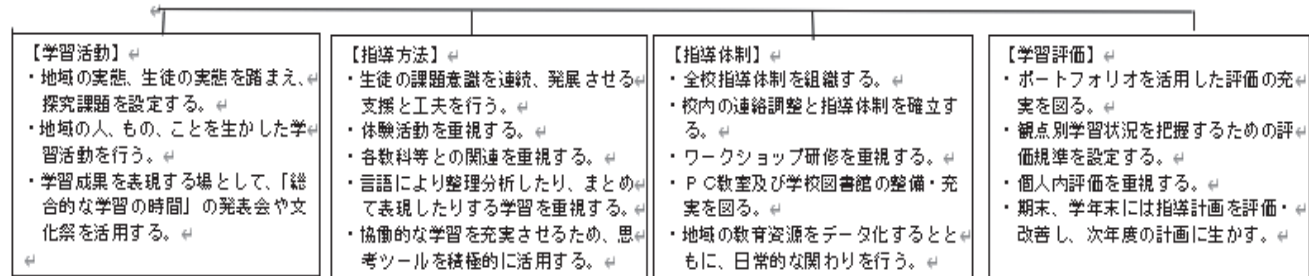 【学習活動】
・地域の実態、生徒の実態を踏まえ、
探究課題を設定する。
・地域の人、もの、ことを生かした学
習活動を行う。
・学習成果を表現する場として、「総
合的な学習の時間」の発表会や文
化祭を活用する。
【指導方法】
・生徒の課題意識を連続、発展させる
支援と工夫を行う。
・体験活動を重視する。
・各教科等との関連を重視する。
・言語により整理分析したり、まとめ
て表現したりする学習を重視する。
・協働的な学習を充実させるため、思
考ツールを積極的に活用する。
【指導体制】
・全校指導体制を組織する。
・校内の連絡調整と指導体制を確立す
る。
・ワークショップ研修を重視する。
・ＰＣ教室及び学校図書館の整備・充
実を図る。
・地域の教育資源をデータ化するとと
もに、日常的な関わりを行う。
【学習評価】
・ポートフォリオを活用した評価の充
実を図る。
・観点別学習状況を把握するための評
価規準を設定する。
・個人内評価を重視する。
・期末、学年末には指導計画を評価・
改善し、次年度の計画に生かす。